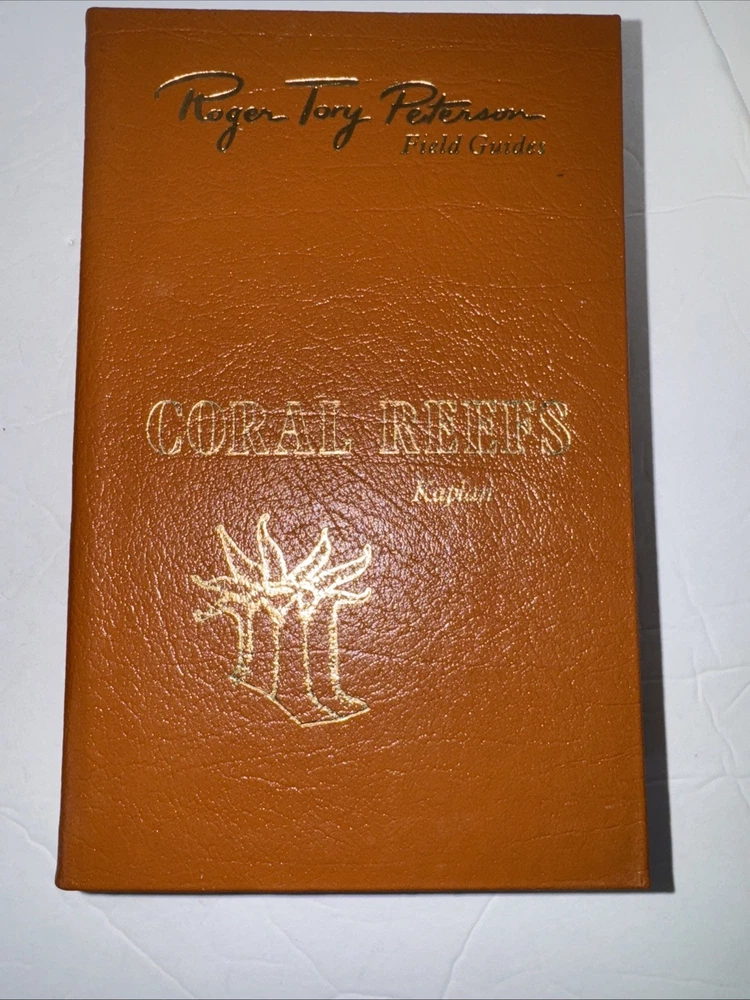 Roger Tory Peterson
Field Guides
CORAL REEFS
Kaplan